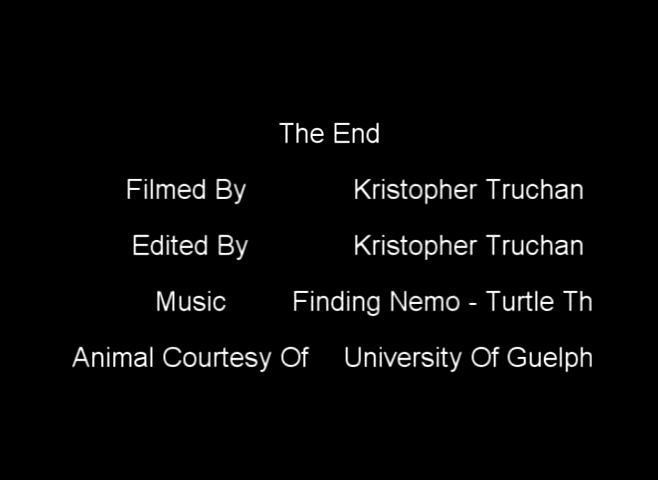 The End
Filmed By Kristopher Truchan
Edited By Kristopher Truchan
Music Finding Nemo - Turtle Th
Animal Courtesy Of University Of Guelph